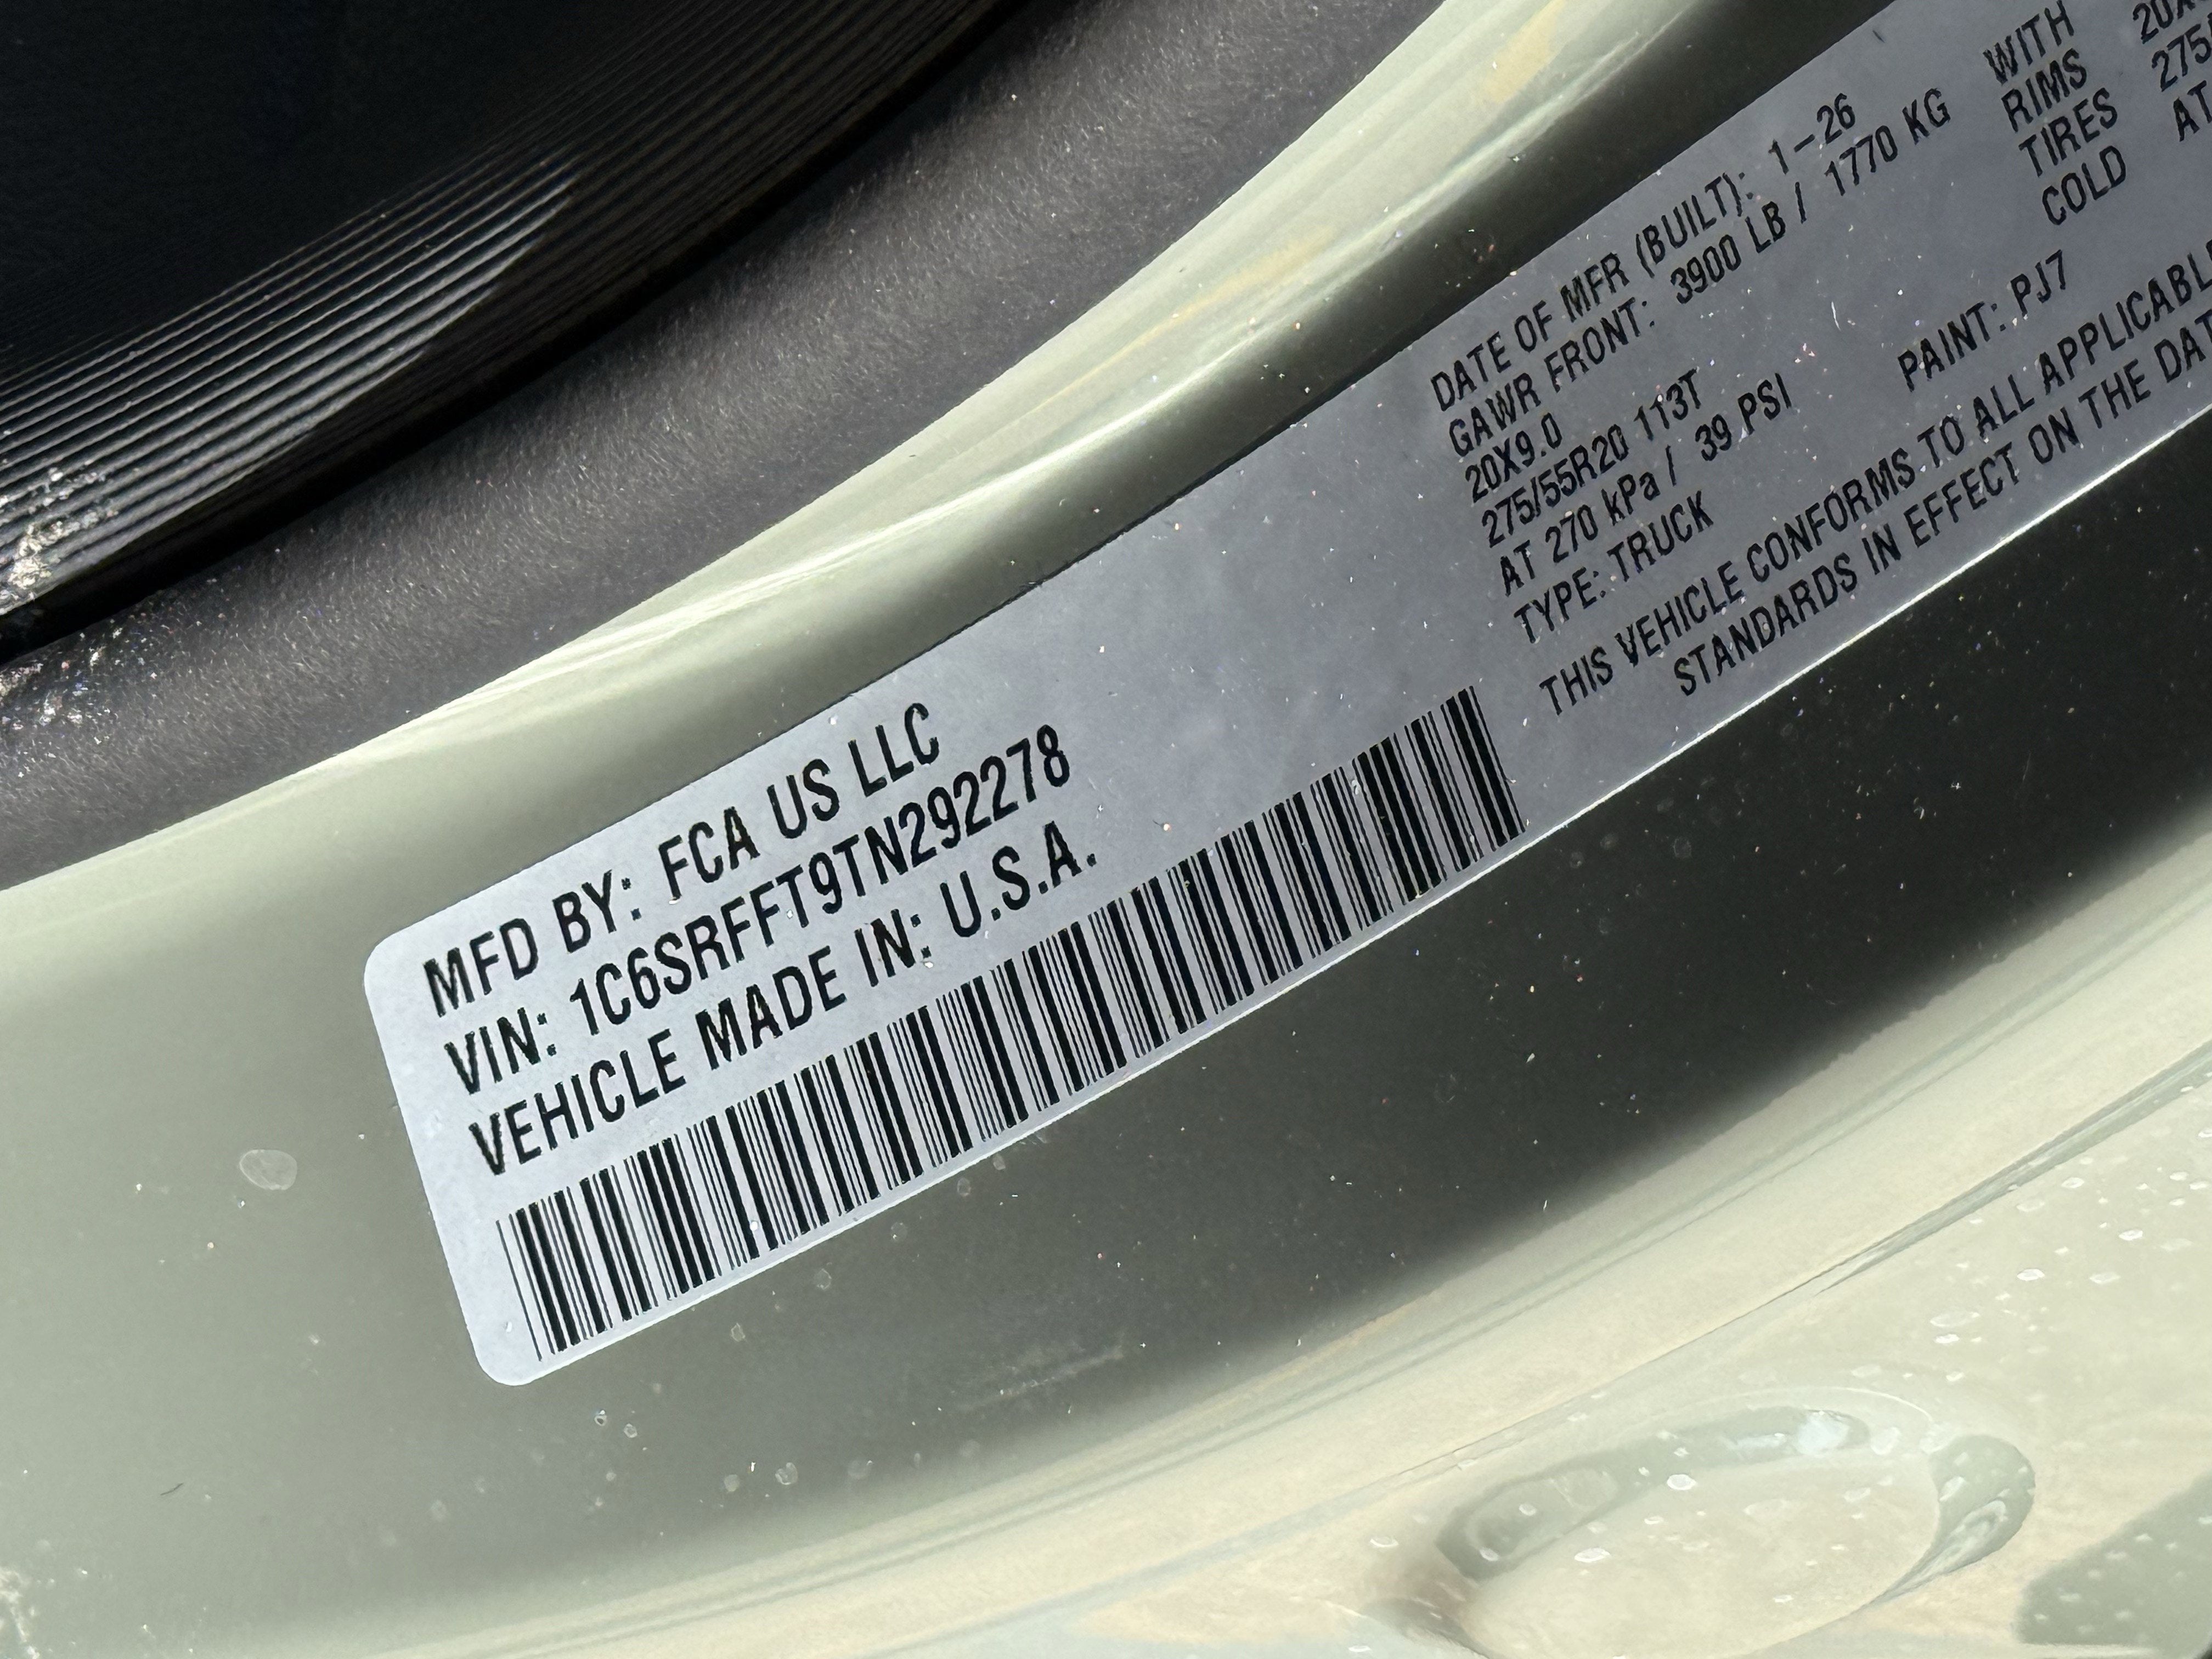 MFD BY: FCA US LLC
VIN: 1C6SRFFT9TN292278
VEHICLE MADE IN: U.S.A.
DATE OF MFR (BUILT): 1-26
GAWR FRONT: 3900 LB / 1770 KG
WITH
20X9.0
RIMS
275/55R20 113T
TIRES
AT 270 kPa / 39 PSI
COLD
AT
TYPE: TRUCK
PAINT: PJ7
THIS VEHICLE CONFORMS TO ALL APPLICABLE
STANDARDS IN EFFECT ON THE